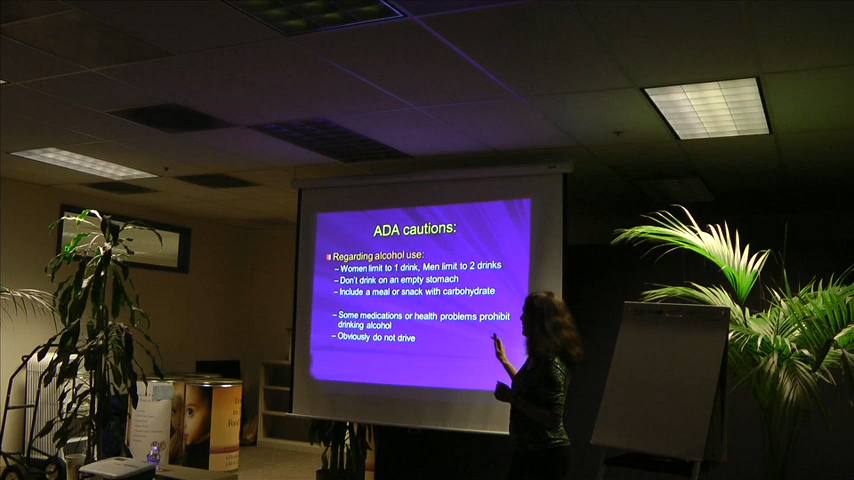 ADA cautions:
Regarding alcohol use:
– Women limit to 1 drink, Men limit to 2 drinks
– Don't drink on an empty stomach
– Include a meal or snack with carbohydrate
– Some medications or health problems prohibit
drinking alcohol
– Obviously do not drive